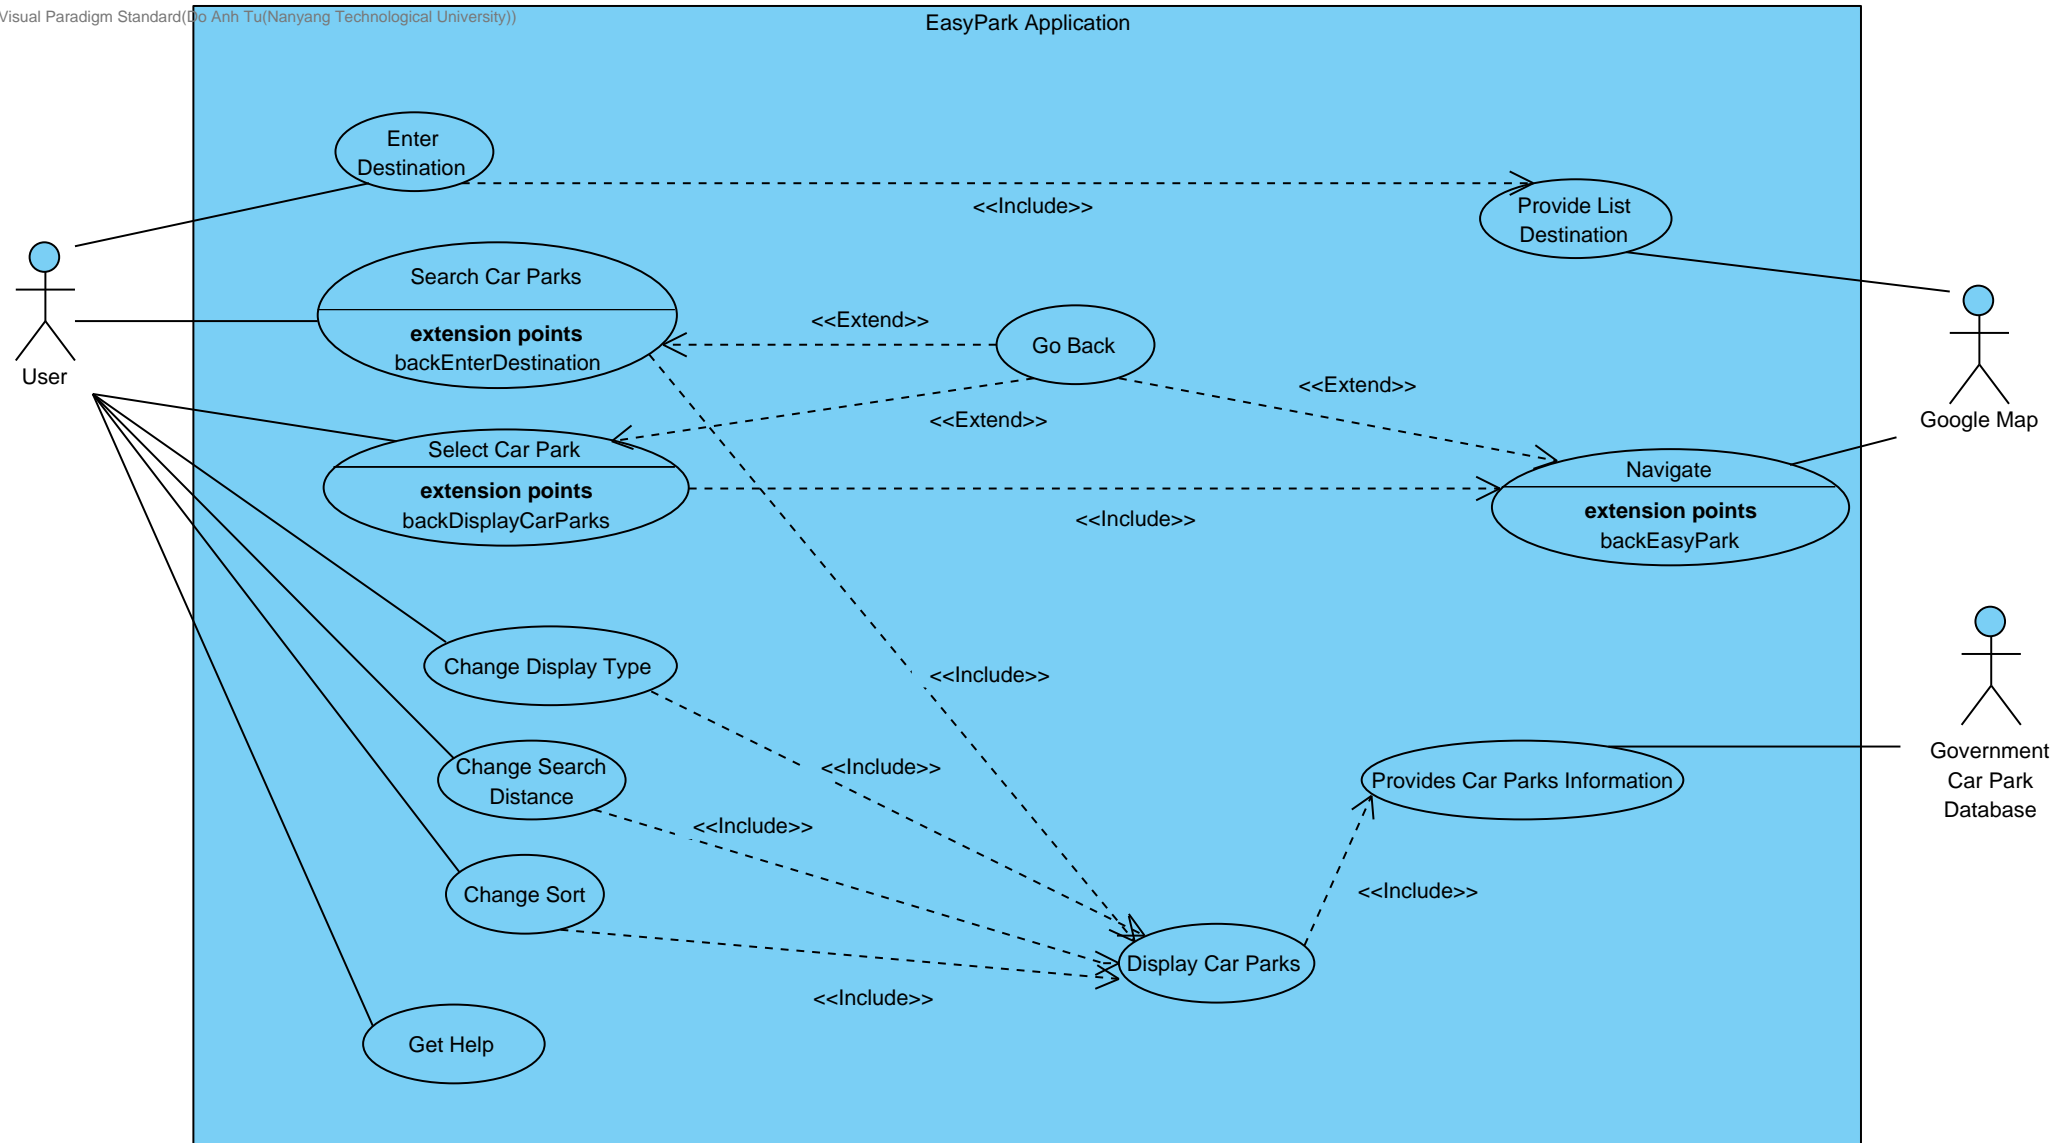 Visual Paradigm Standard(Do Anh Tu(Nanyang Technological University))
EasyPark Application
Enter
Destination
<<Include>>
Provide List
Destination
Search Car Parks
extension points
backEnterDestination
<<Extend>>
Go Back
<<Extend>>
<<Extend>>
User
Google Map
Select Car Park
extension points
backDisplayCarParks
<<Include>>
Navigate
extension points
backEasyPark
Change Display Type
<<Include>>
<<Include>>
Change Search
Distance
<<Include>>
Provides Car Parks Information
Government
Car Park
Database
Change Sort
<<Include>>
Display Car Parks
<<Include>>
Get Help